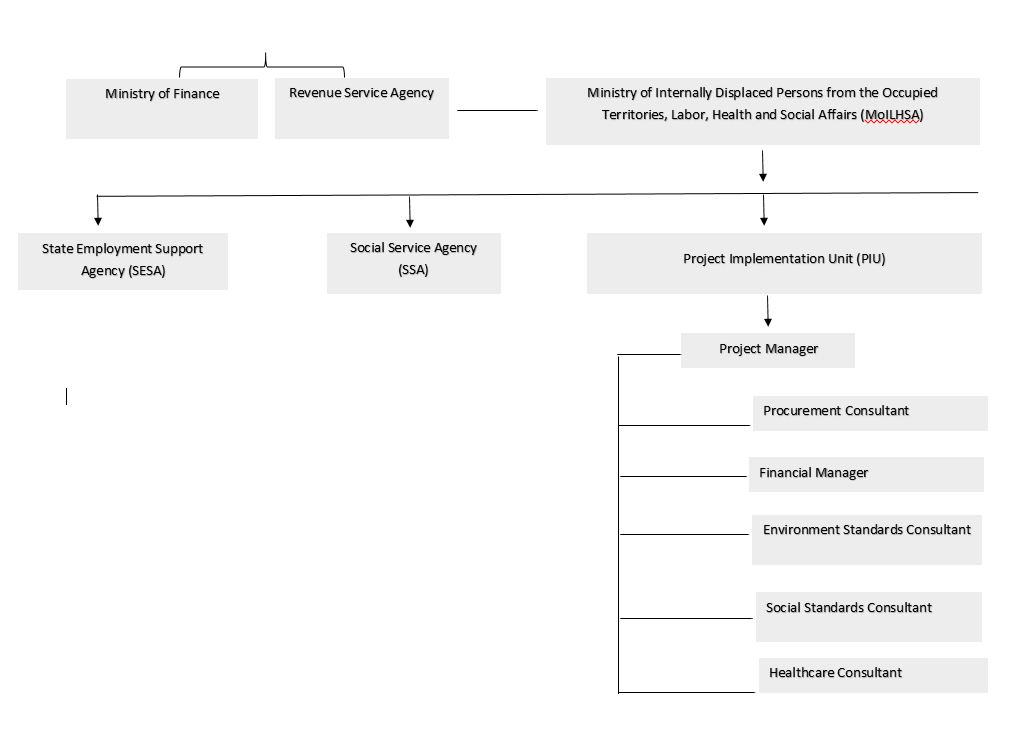 Ministry of Finance
Revenue Service Agency
Ministry of Internally Displaced Persons from the Occupied
Territories, Labor, Health and Social Affairs (MoILHSA)
State Employment Support
Agency (SESA)
Social Service Agency
(SSA)
Project Implementation Unit (PIU)
Project Manager
Procurement Consultant
Financial Manager
Environment Standards Consultant
Social Standards Consultant
Healthcare Consultant